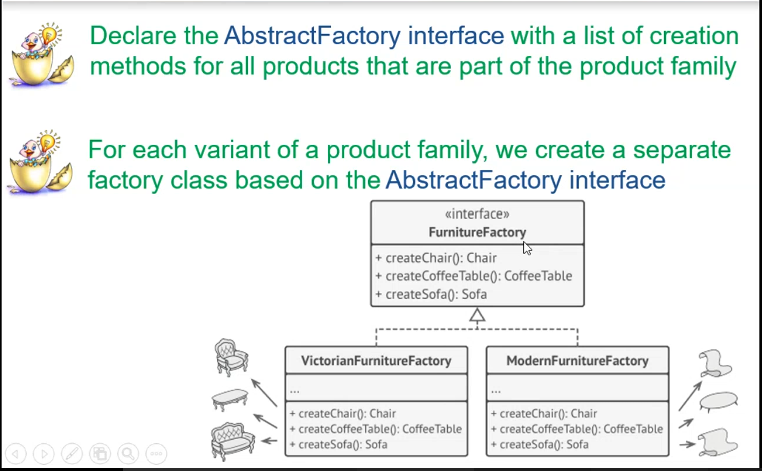 Declare the AbstractFactory interface with a list of creation
methods for all products that are part of the product family
For each variant of a product family, we create a separate
factory class based on the AbstractFactory interface
«interface»
FurnitureFactory
+ createChair(): Chair
+ createCoffeeTable(): CoffeeTable
+ createSofa(): Sofa
VictorianFurnitureFactory
...
+ createChair(): Chair
+ createCoffeeTable(): CoffeeTable
+ createSofa(): Sofa
ModernFurnitureFactory
...
+ createChair(): Chair
+ createCoffeeTable(): CoffeeTable
+ createSofa(): Sofa